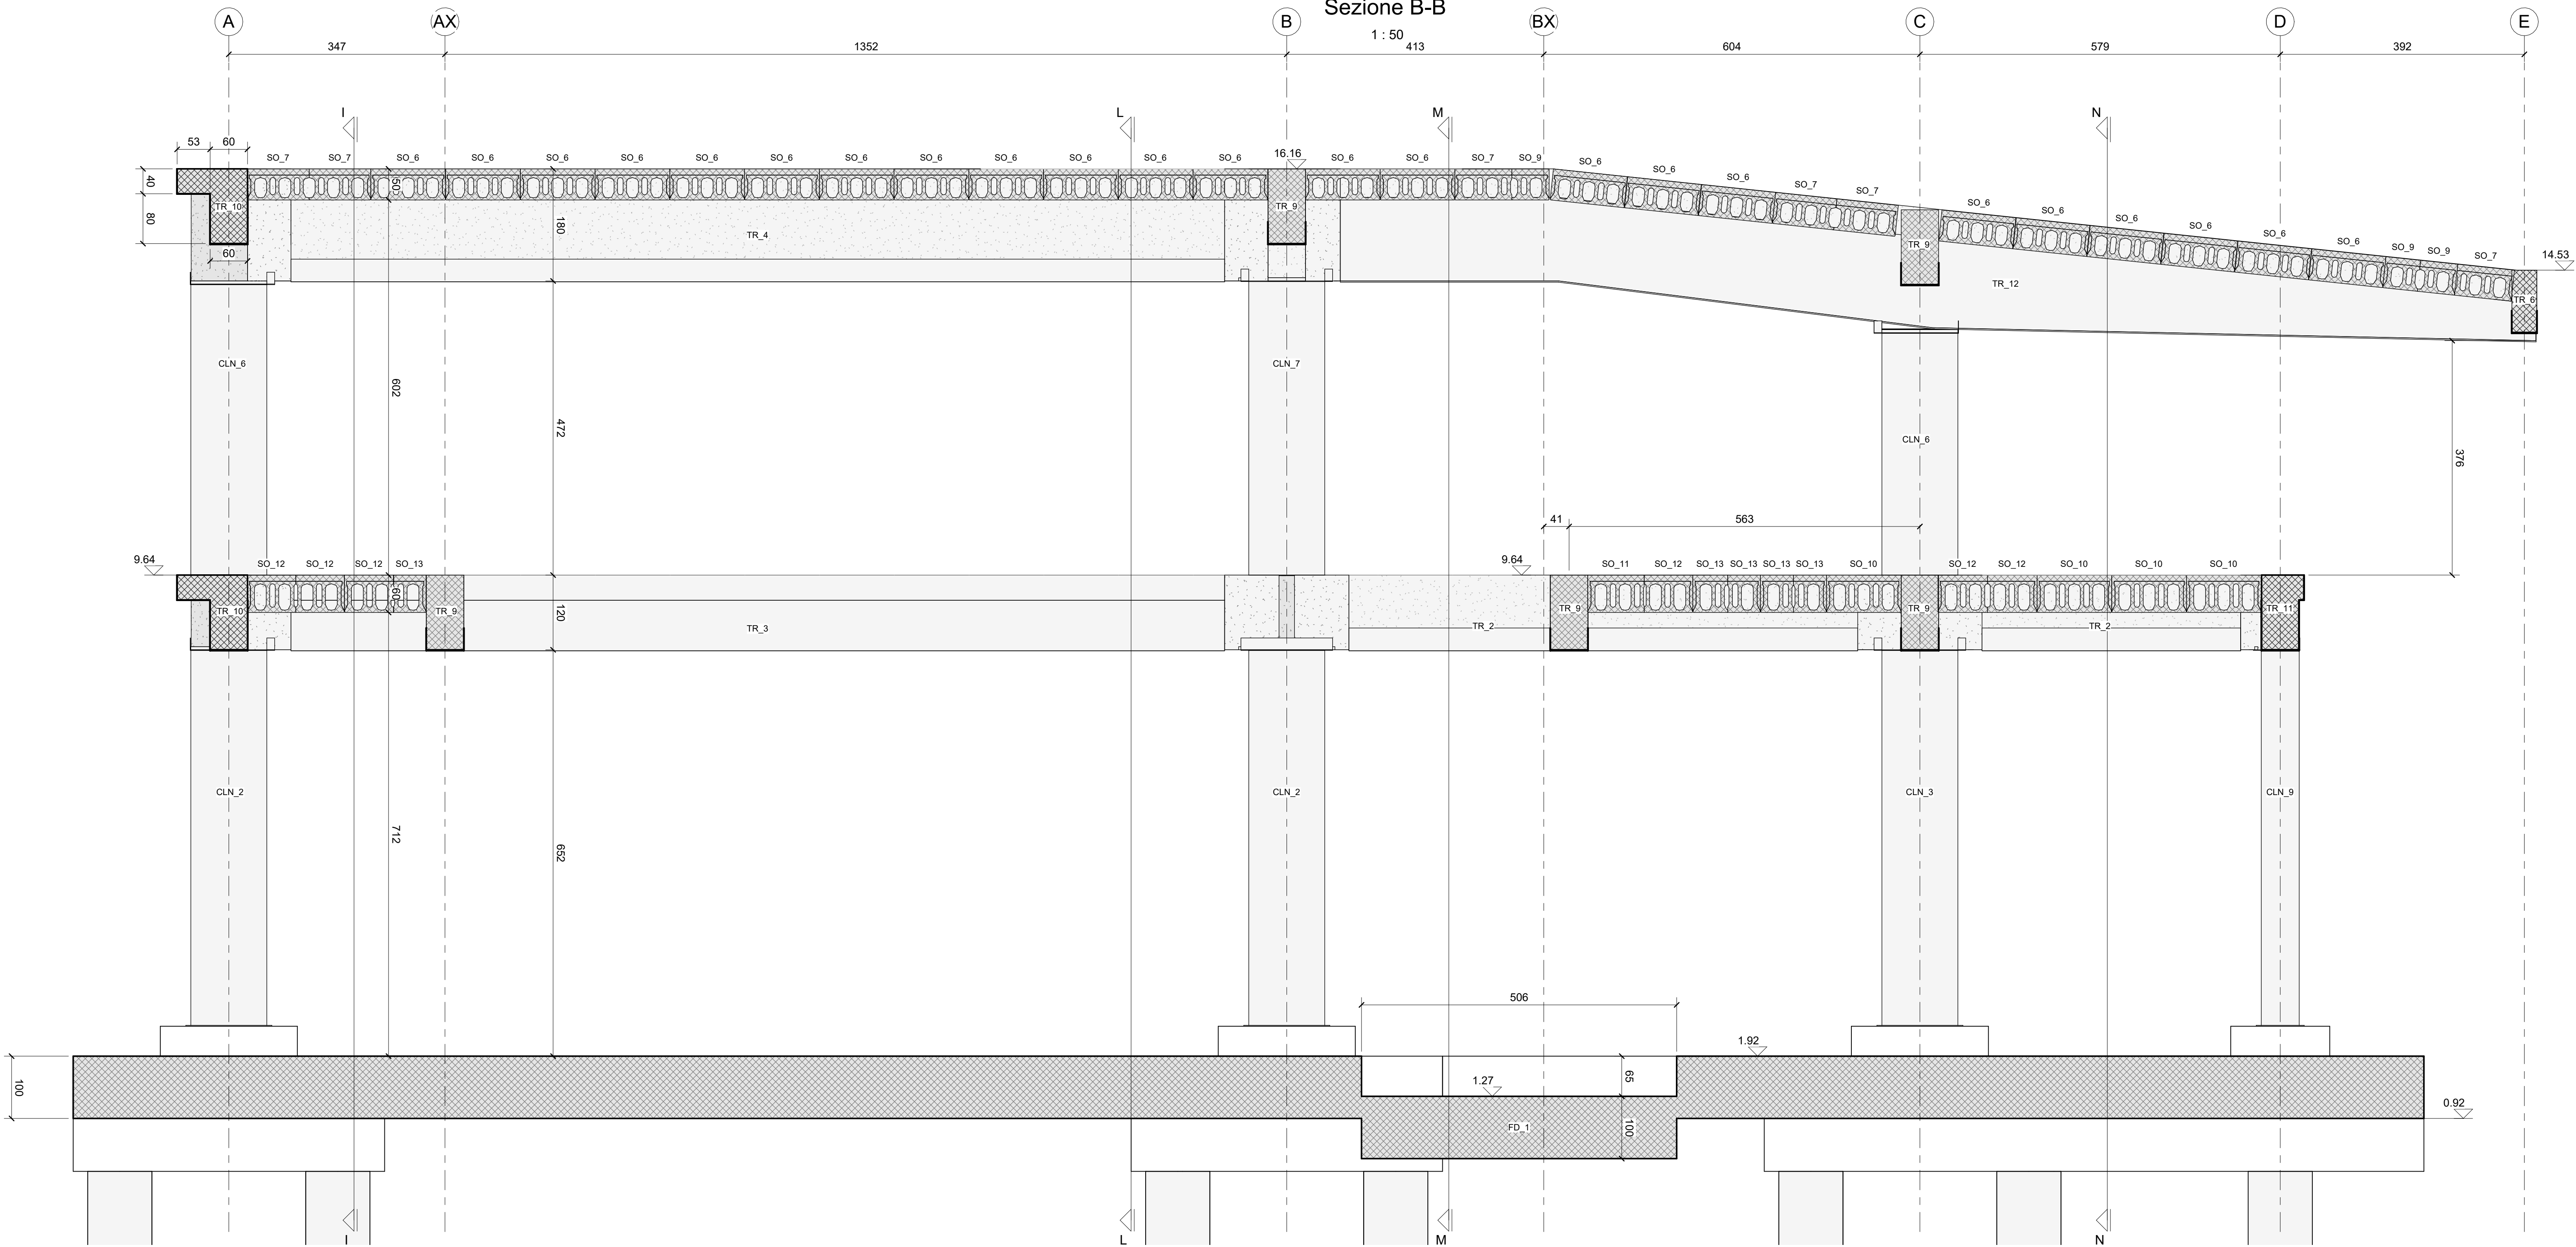 Sezione B-B
1 : 50
A AX B BX C D E
347 1352 413 604 579 392
I L M N
53 60
SO_7 SO_7 SO_6 SO_6 SO_6 SO_6 SO_6 SO_6 SO_6 SO_6 SO_6 SO_6 SO_6 SO_6 16.16 SO_6 SO_6 SO_7 SO_9 SO_6 SO_6 SO_6 SO_7 SO_7 SO_6 SO_6 SO_6 SO_6 SO_6 SO_6 SO_9 SO_9 SO_7 14.53
40 50
TR_10 TR_9 TR_9
80 180
TR_4
60
TR_12 TR_6
CLN_6 CLN_7
602 472
CLN_6 376
41 563
9.64 9.64
SO_12 SO_12 SO_12 SO_13 SO_11 SO_12 SO_13 SO_13 SO_13 SO_13 SO_10 SO_12 SO_12 SO_10 SO_10 SO_10
60
TR_10 TR_9 120 TR_9 TR_9 TR_11
TR_3 TR_2 TR_2
CLN_2 CLN_2 CLN_3 CLN_9
712 652
506
1.92
100 65
1.27
0.92
FD_1 100
I L M N